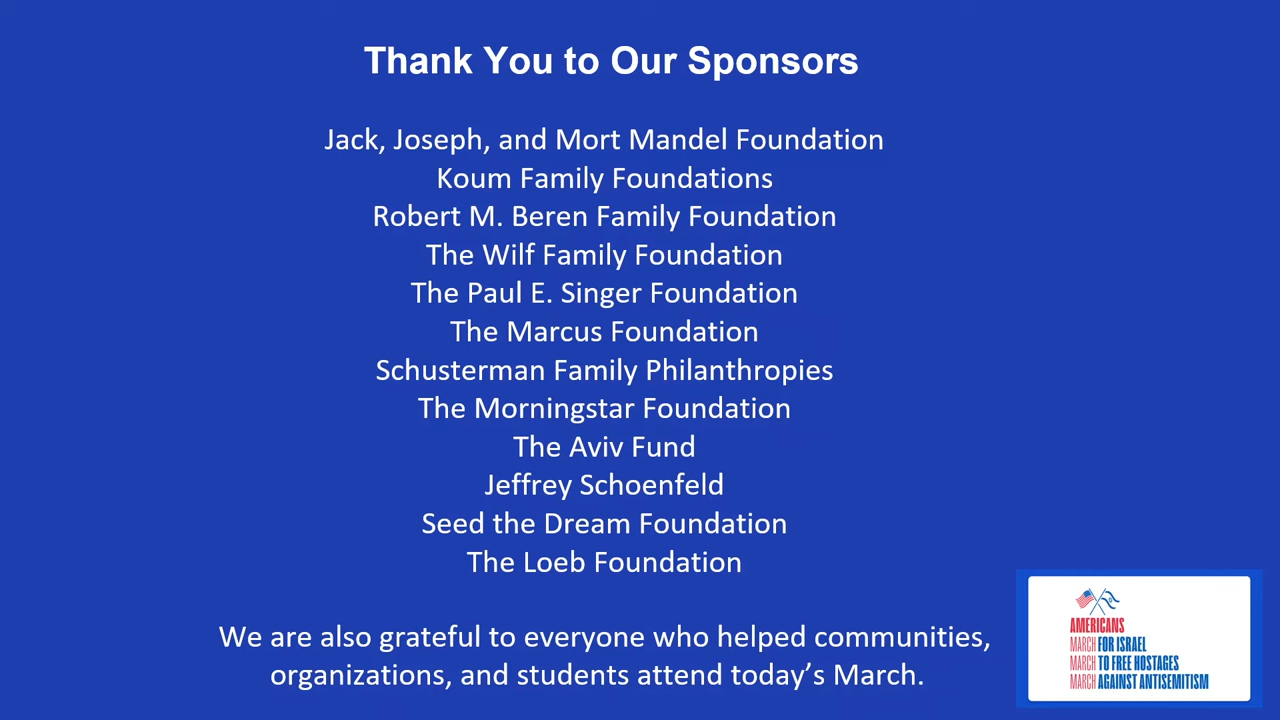 Thank You to Our Sponsors
Jack, Joseph, and Mort Mandel Foundation
Koum Family Foundations
Robert M. Beren Family Foundation
The Wilf Family Foundation
The Paul E. Singer Foundation
The Marcus Foundation
Schusterman Family Philanthropies
The Morningstar Foundation
The Aviv Fund
Jeffrey Schoenfeld
Seed the Dream Foundation
The Loeb Foundation
We are also grateful to everyone who helped communities,
organizations, and students attend today’s March.
AMERICANS
MARCH FOR ISRAEL
MARCH TO FREE HOSTAGES
MARCH AGAINST ANTISEMITISM